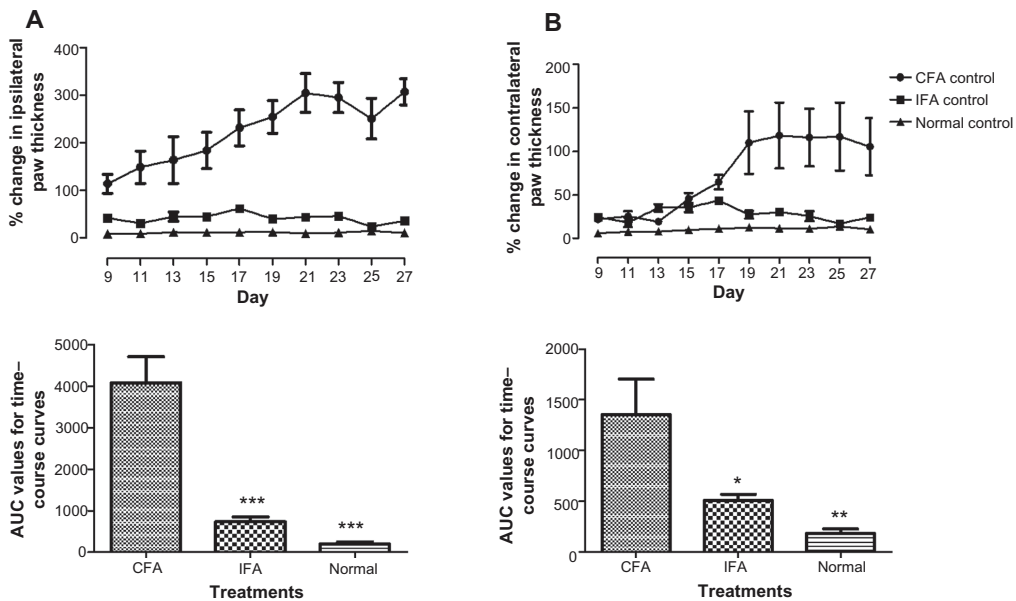 A
% change in ipsilateral
paw thickness
400
300
200
100
0
9 11 13 15 17 19 21 23 25 27
Day
B
% change in contralateral
paw thickness
200
150
100
50
0
9 11 13 15 17 19 21 23 25 27
Day
CFA control
IFA control
Normal control
AUC values for time–
course curves
5000
4000
3000
2000
1000
0
***
***
CFA IFA Normal
Treatments
AUC values for time–
course curves
2000
1500
1000
500
0
*
**
CFA IFA Normal
Treatments